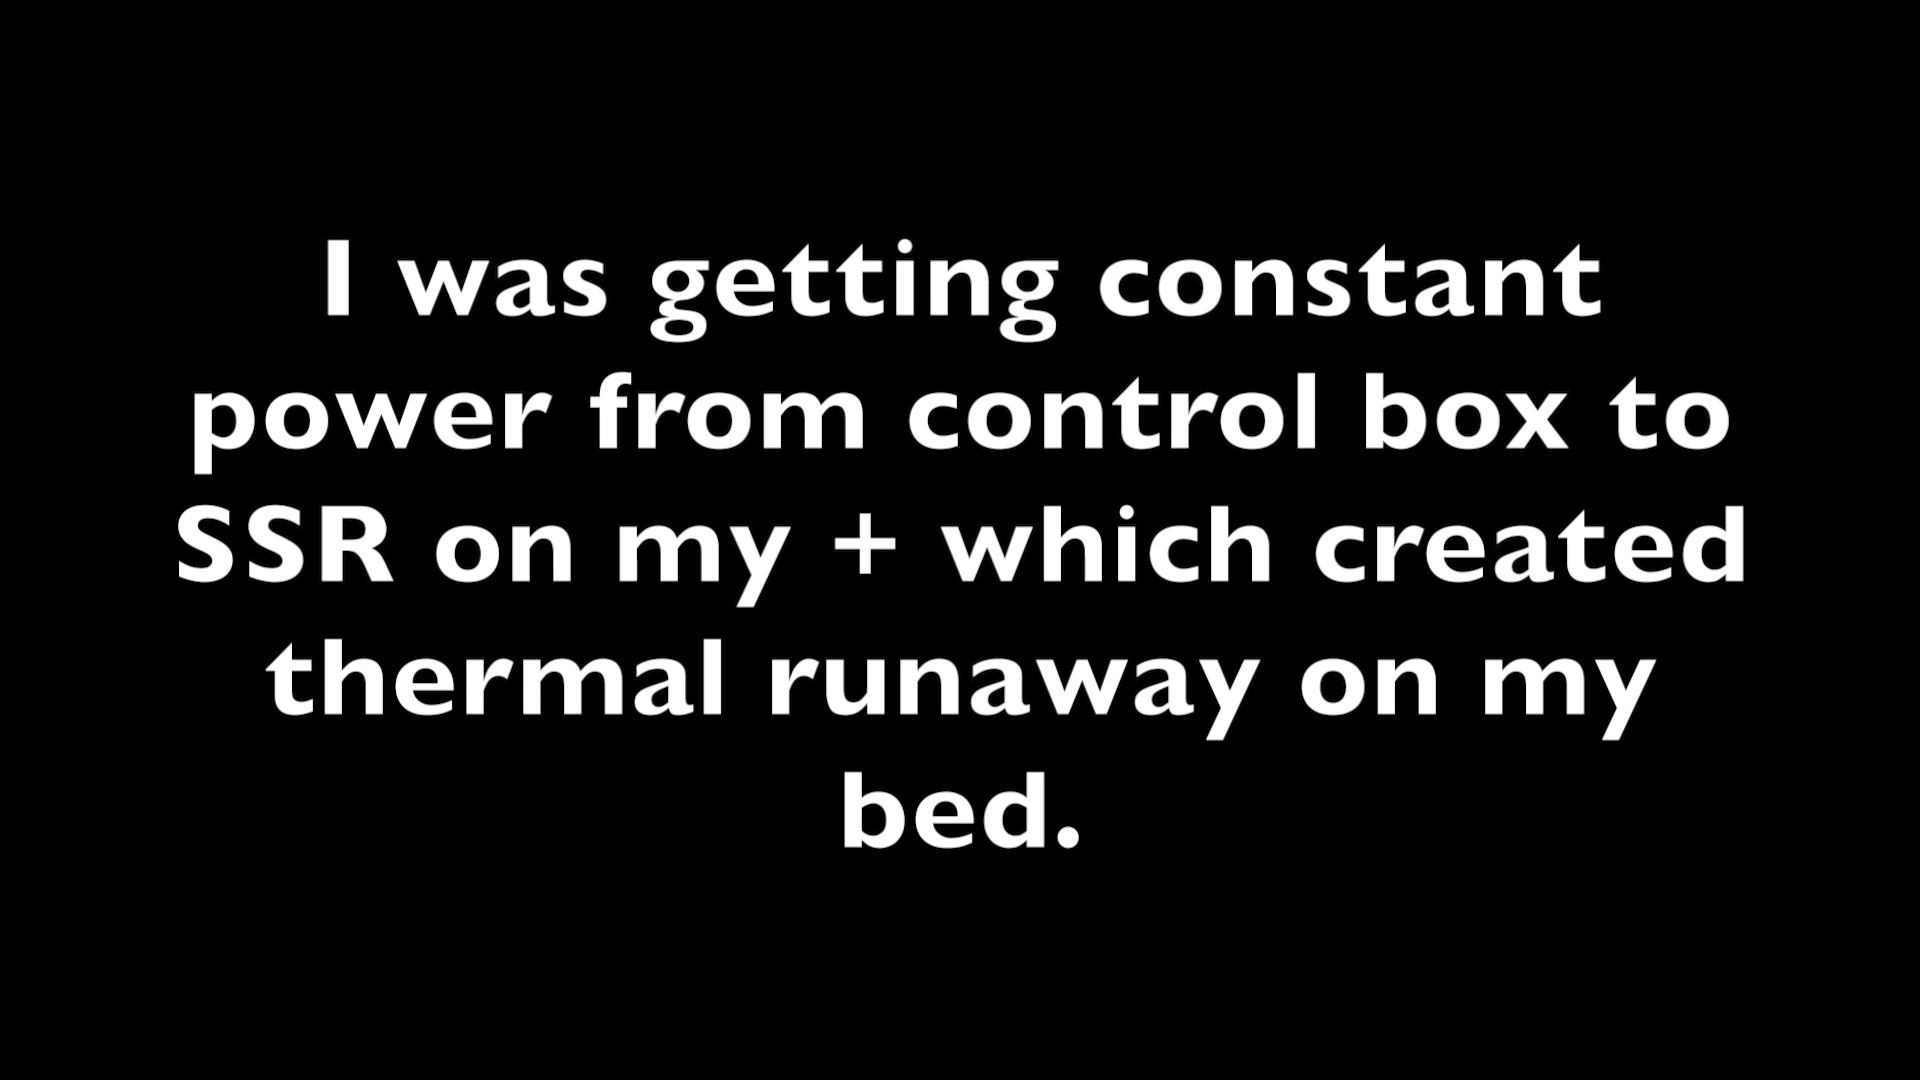 I was getting constant
power from control box to
SSR on my + which created
thermal runaway on my
bed.